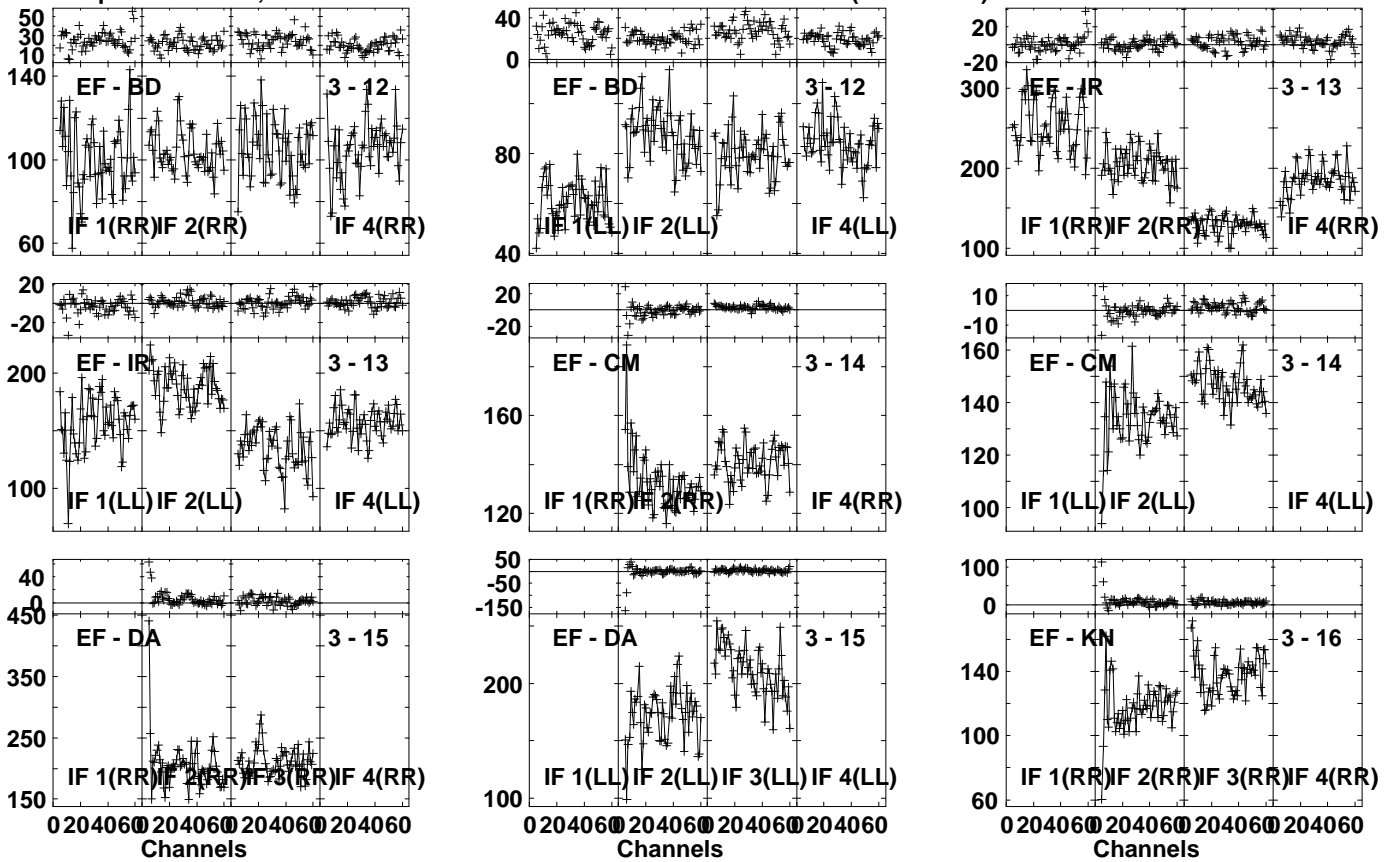 50
30
10
140
100
60
EF - BD 3 - 12
IF 1(RR) IF 2(RR) IF 4(RR)
40
0
80
40
EF - BD 3 - 12
IF 1(LL) IF 2(LL) IF 4(LL)
20
-20
300
200
100
EF - IR 3 - 13
IF 1(RR) IF 2(RR) IF 4(RR)
20
-20
200
100
EF - IR 3 - 13
IF 1(LL) IF 2(LL) IF 4(LL)
20
-20
160
120
EF - CM 3 - 14
IF 1(RR) IF 2(RR) IF 4(RR)
10
-10
160
140
120
100
EF - CM 3 - 14
IF 1(LL) IF 2(LL) IF 4(LL)
40
0
450
350
250
150
EF - DA 3 - 15
IF 1(RR) IF 2(RR) IF 3(RR) IF 4(RR)
0 20 40 60 0 20 40 60 0 20 40 60 0 20 40 60
Channels
50
-50
-150
200
100
EF - DA 3 - 15
IF 1(LL) IF 2(LL) IF 3(LL) IF 4(LL)
0 20 40 60 0 20 40 60 0 20 40 60 0 20 40 60
Channels
100
0
140
100
60
EF - KN 3 - 16
IF 1(RR) IF 2(RR) IF 3(RR) IF 4(RR)
0 20 40 60 0 20 40 60 0 20 40 60 0 20 40 60
Channels